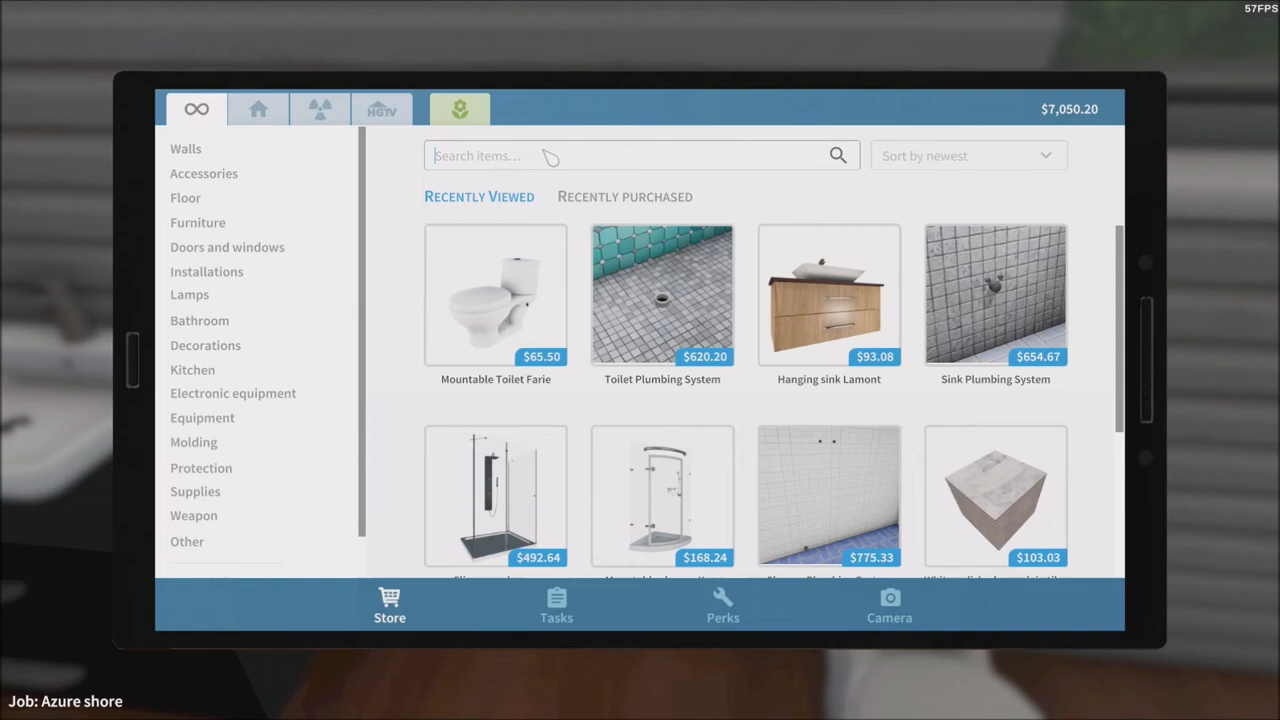 57FPS
HGTV
$7,050.20
Search items...
Sort by newest
Walls
Accessories
Floor
Furniture
Doors and windows
Installations
Lamps
Bathroom
Decorations
Kitchen
Electronic equipment
Equipment
Molding
Protection
Supplies
Weapon
Other
RECENTLY VIEWED
RECENTLY PURCHASED
$65.50
$620.20
$93.08
$654.67
Mountable Toilet Farie
Toilet Plumbing System
Hanging sink Lamont
Sink Plumbing System
$492.64
$168.24
$775.33
$103.03
Store
Tasks
Perks
Camera
Job: Azure shore